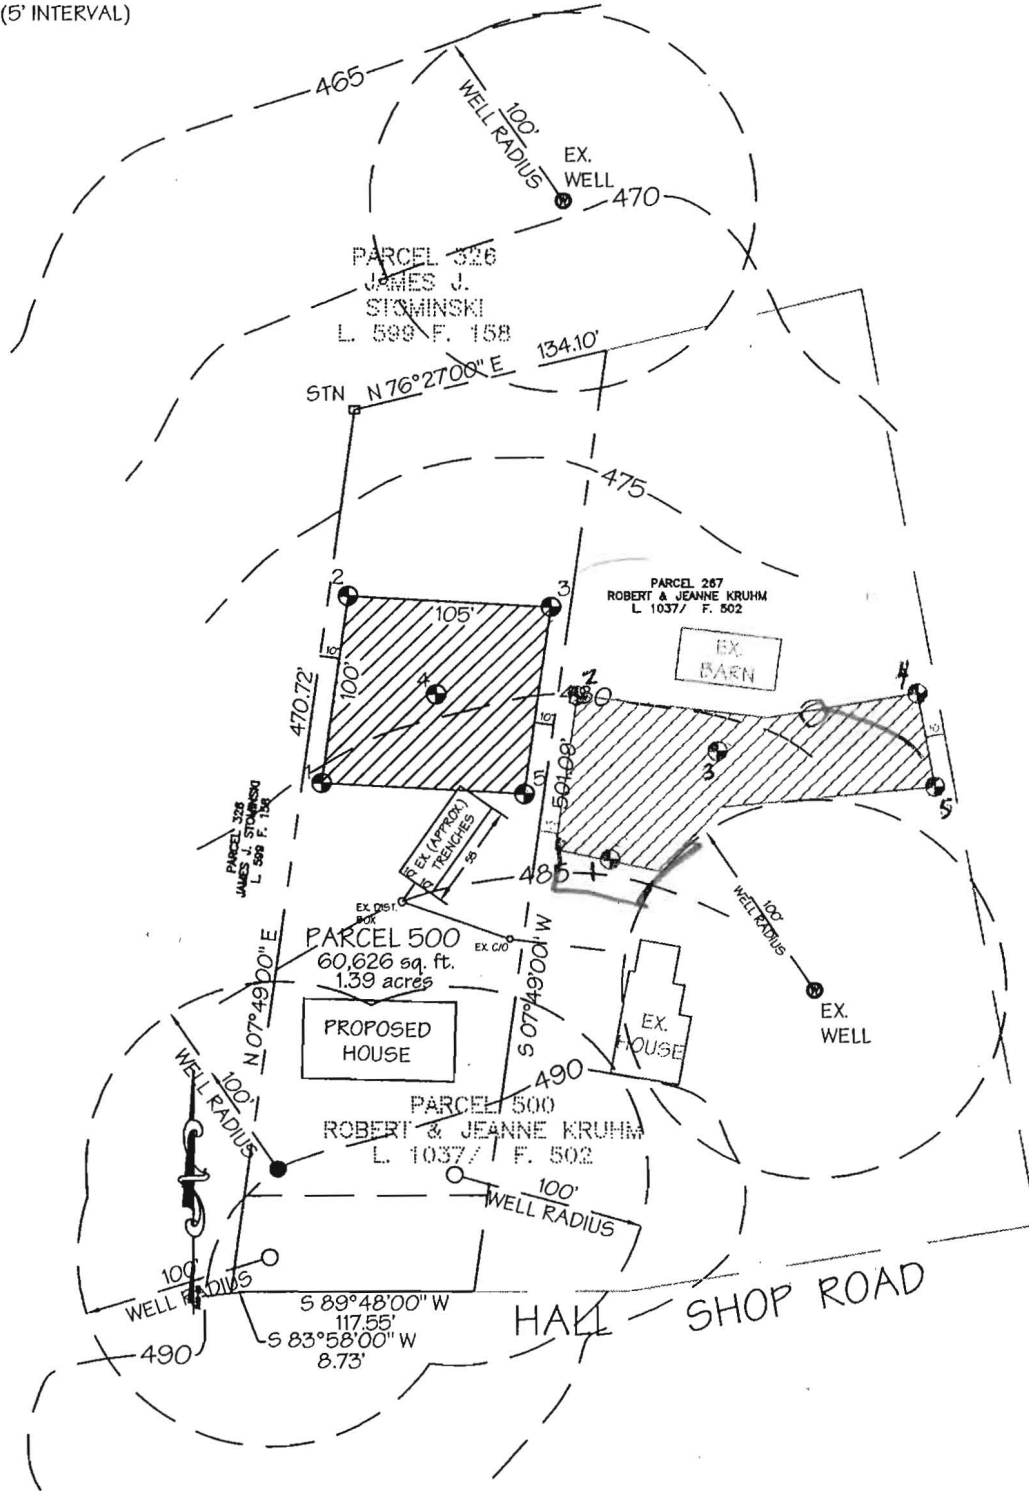 (5' INTERVAL)
465
100'
WELL RADIUS
EX.
WELL
470
PARCEL 326
JAMES J.
STOMINSKI
L. 599 F. 158
134.10'
STN
N 76°27'00" E
475
2
3
PARCEL 267
ROBERT & JEANNE KRUHM
L. 1037/ F. 502
105'
EX.
BARN
10'
100'
4
480
2
4
470.72'
10'
3
1
5
501.09'
5
PARCEL 326
JAMES J. STOMINSKI
L. 599 F. 158
EX. (APPROX.)
TRENCHES
55
485
1
EX. DIST.
BOX
WELL RADIUS
100'
PARCEL 500
EX. C/O
60,626 sq. ft.
1.39 acres
N 07°49'00" E
S 07°49'00" W
EX.
WELL
PROPOSED
HOUSE
EX.
HOUSE
490
100'
WELL RADIUS
PARCEL 500
ROBERT & JEANNE KRUHM
L. 1037/ F. 502
100'
WELL RADIUS
100'
WELL RADIUS
S 89°48'00" W
117.55'
S 83°58'00" W
8.73'
HALL SHOP ROAD
490